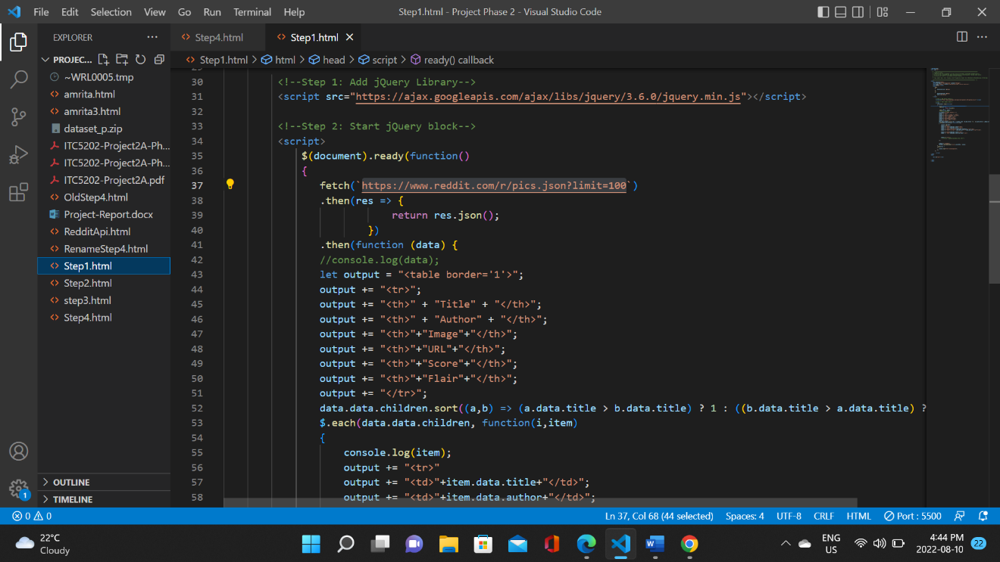 File Edit Selection View Go Run Terminal Help
Step1.html - Project Phase 2 - Visual Studio Code
EXPLORER ...
PROJEC...
~WRL0005.tmp
amrita.html
amrita3.html
dataset_p.zip
ITC5202-Project2A-Ph...
ITC5202-Project2A-Ph...
ITC5202-Project2A.pdf
OldStep4.html
Project-Report.docx
RedditApi.html
RenameStep4.html
Step1.html
Step2.html
step3.html
Step4.html
OUTLINE
TIMELINE
1
Step4.html Step1.html
Step1.html > html > head > script > ready() callback
30 <!--Step 1: Add jQuery Library-->
31 <script src="https://ajax.googleapis.com/ajax/libs/jquery/3.6.0/jquery.min.js"></script>
32
33 <!--Step 2: Start jQuery block-->
34 <script>
35 $(document).ready(function()
36 {
37 fetch(`https://www.reddit.com/r/pics.json?limit=100`)
38 .then(res => {
39 return res.json();
40 })
41 .then(function (data) {
42 //console.log(data);
43 let output = "<table border='1'>";
44 output += "<tr>";
45 output += "<th>" + "Title" + "</th>";
46 output += "<th>" + "Author" + "</th>";
47 output += "<th>"+"Image"+"</th>";
48 output += "<th>"+"URL"+"</th>";
49 output += "<th>"+"Score"+"</th>";
50 output += "<th>"+"Flair"+"</th>";
51 output += "</tr>";
52 data.data.children.sort((a,b) => (a.data.title > b.data.title) ? 1 : ((b.data.title > a.data.title) ?
53 $.each(data.data.children, function(i,item)
54 {
55 console.log(item);
56 output += "<tr>"
57 output += "<td>"+item.data.title+"</td>";
58 output += "<td>"+item.data.author+"</td>";
0 0 Ln 37, Col 68 (44 selected) Spaces: 4 UTF-8 CRLF HTML Port : 5500
22°C
Cloudy
ENG
US
4:44 PM
2022-08-10
22